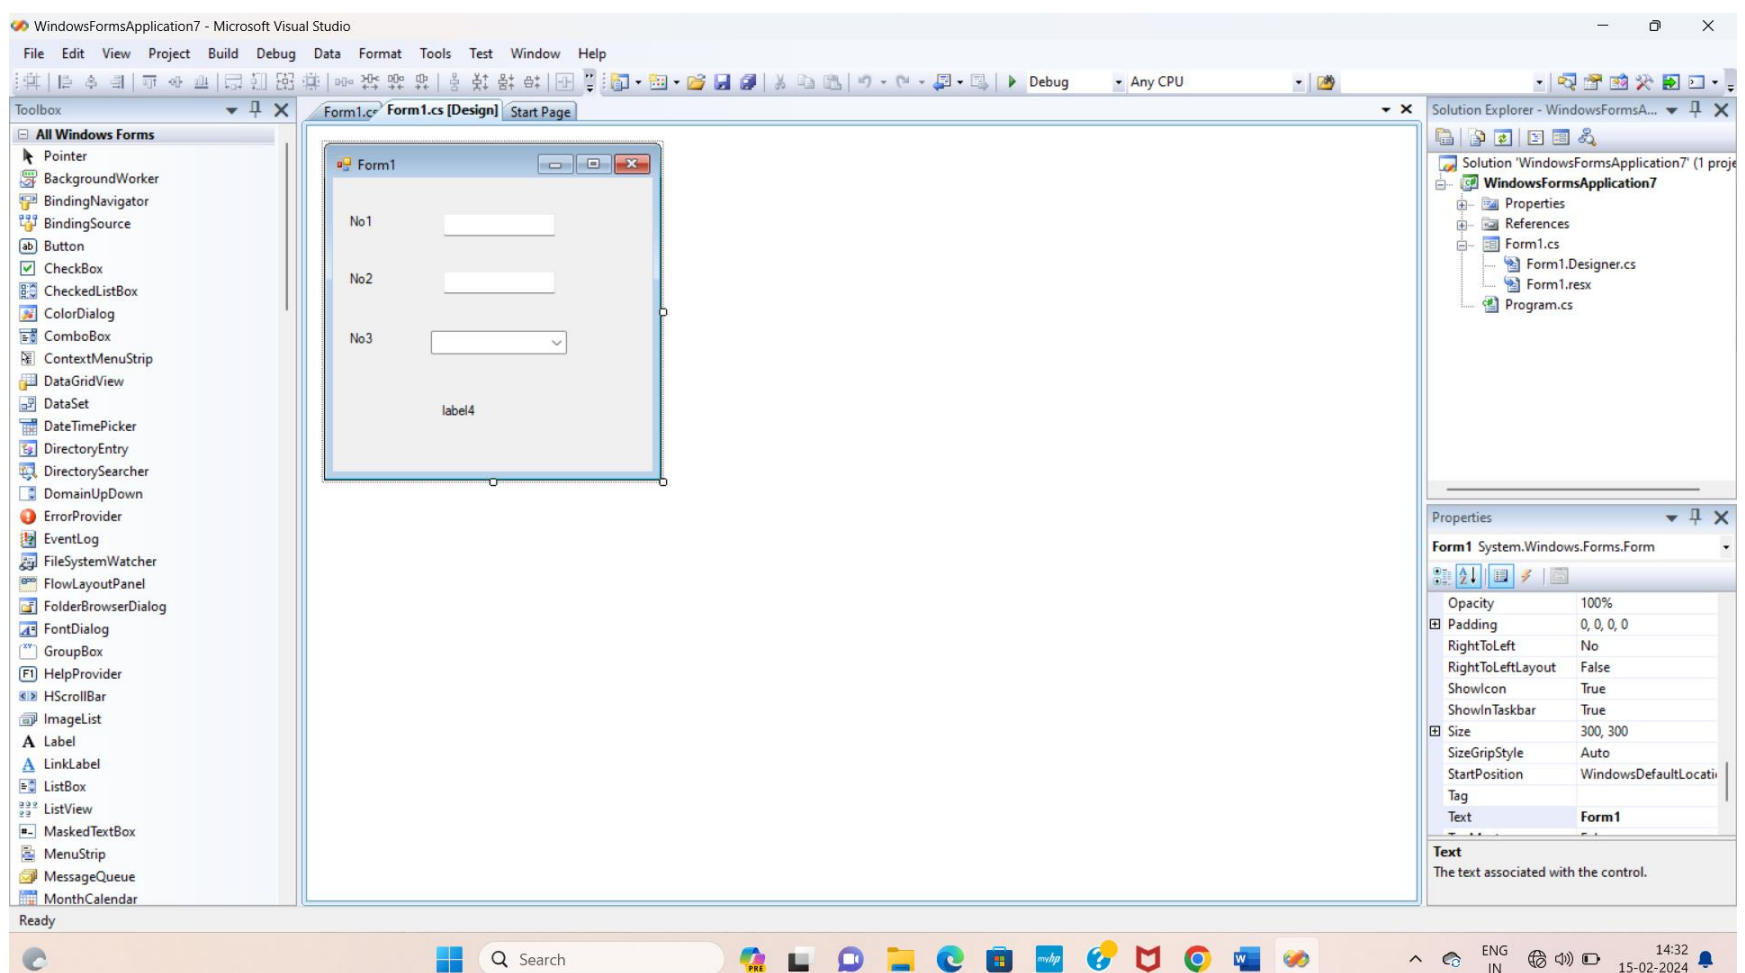 WindowsFormsApplication7 - Microsoft Visual Studio
File Edit View Project Build Debug Data Format Tools Test Window Help
Debug Any CPU
Toolbox
All Windows Forms
Pointer
BackgroundWorker
BindingNavigator
BindingSource
Button
CheckBox
CheckedListBox
ColorDialog
ComboBox
ContextMenuStrip
DataGridView
DataSet
DateTimePicker
DirectoryEntry
DirectorySearcher
DomainUpDown
ErrorProvider
EventLog
FileSystemWatcher
FlowLayoutPanel
FolderBrowserDialog
FontDialog
GroupBox
HelpProvider
HScrollBar
ImageList
Label
LinkLabel
ListBox
ListView
MaskedTextBox
MenuStrip
MessageQueue
MonthCalendar
Form1.cs Form1.cs [Design] Start Page
Form1
No1
No2
No3
label4
Solution Explorer - WindowsFormsA...
Solution 'WindowsFormsApplication7' (1 proje
WindowsFormsApplication7
Properties
References
Form1.cs
Form1.Designer.cs
Form1.resx
Program.cs
Properties
Form1 System.Windows.Forms.Form
Opacity 100%
Padding 0, 0, 0, 0
RightToLeft No
RightToLeftLayout False
ShowIcon True
ShowInTaskbar True
Size 300, 300
SizeGripStyle Auto
StartPosition WindowsDefaultLocati
Tag
Text Form1
Text
The text associated with the control.
Ready
Search
PRE
myhp
ENG
IN
14:32
15-02-2024